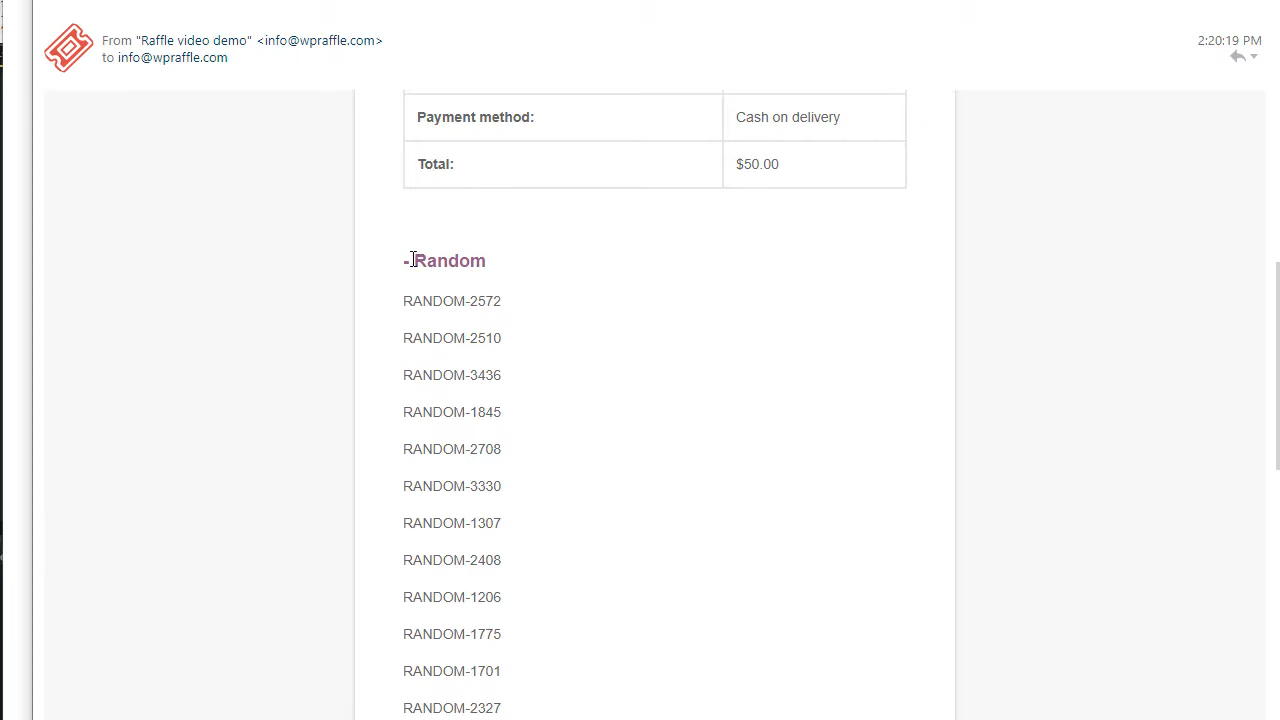 From "Raffle video demo" <info@wpraffle.com>
2:20:19 PM
to info@wpraffle.com
Payment method: Cash on delivery
Total: $50.00
- Random
RANDOM-2572
RANDOM-2510
RANDOM-3436
RANDOM-1845
RANDOM-2708
RANDOM-3330
RANDOM-1307
RANDOM-2408
RANDOM-1206
RANDOM-1775
RANDOM-1701
RANDOM-2327